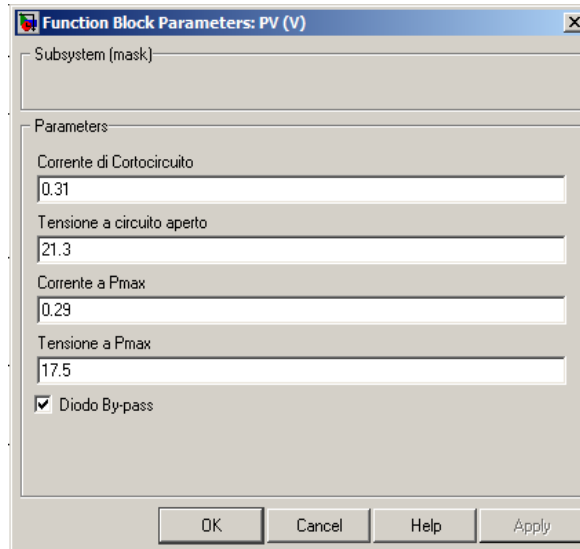 Function Block Parameters: PV (V)
Subsystem (mask)
Parameters
Corrente di Cortocircuito
0.31
Tensione a circuito aperto
21.3
Corrente a Pmax
0.29
Tensione a Pmax
17.5
Diodo By-pass
OK Cancel Help Apply